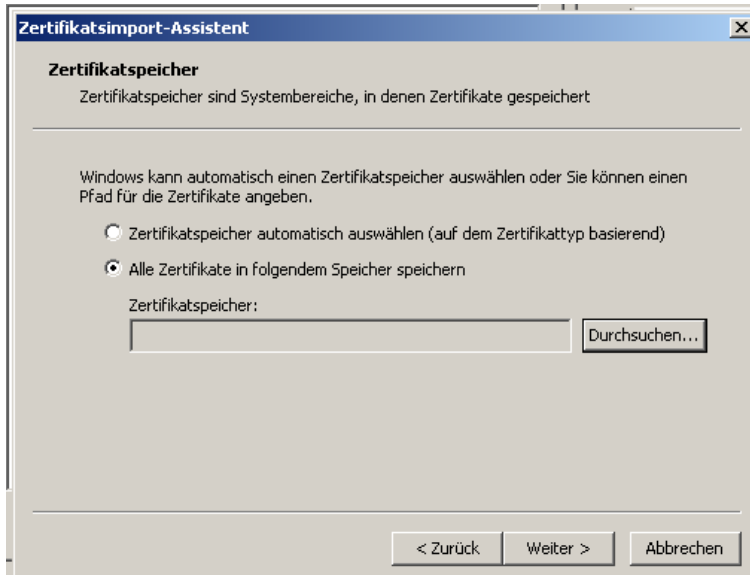 Zertifikatsimport-Assistent
Zertifikatspeicher
Zertifikatspeicher sind Systembereiche, in denen Zertifikate gespeichert
Windows kann automatisch einen Zertifikatspeicher auswählen oder Sie können einen
Pfad für die Zertifikate angeben.
Zertifikatspeicher automatisch auswählen (auf dem Zertifikattyp basierend)
Alle Zertifikate in folgendem Speicher speichern
Zertifikatspeicher:
Durchsuchen...
< Zurück
Weiter >
Abbrechen